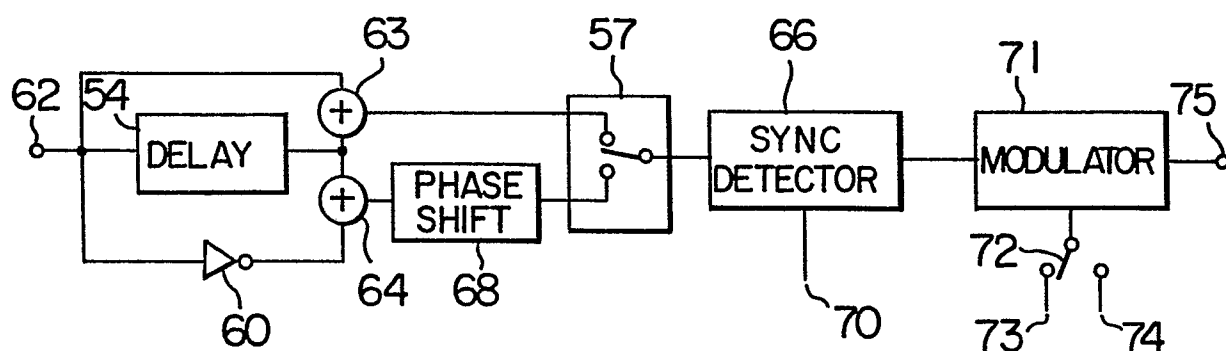 63
57
66
71
75
62
54
DELAY
+
+
PHASE
SHIFT
SYNC
DETECTOR
MODULATOR
60
64
68
70
72
73
74